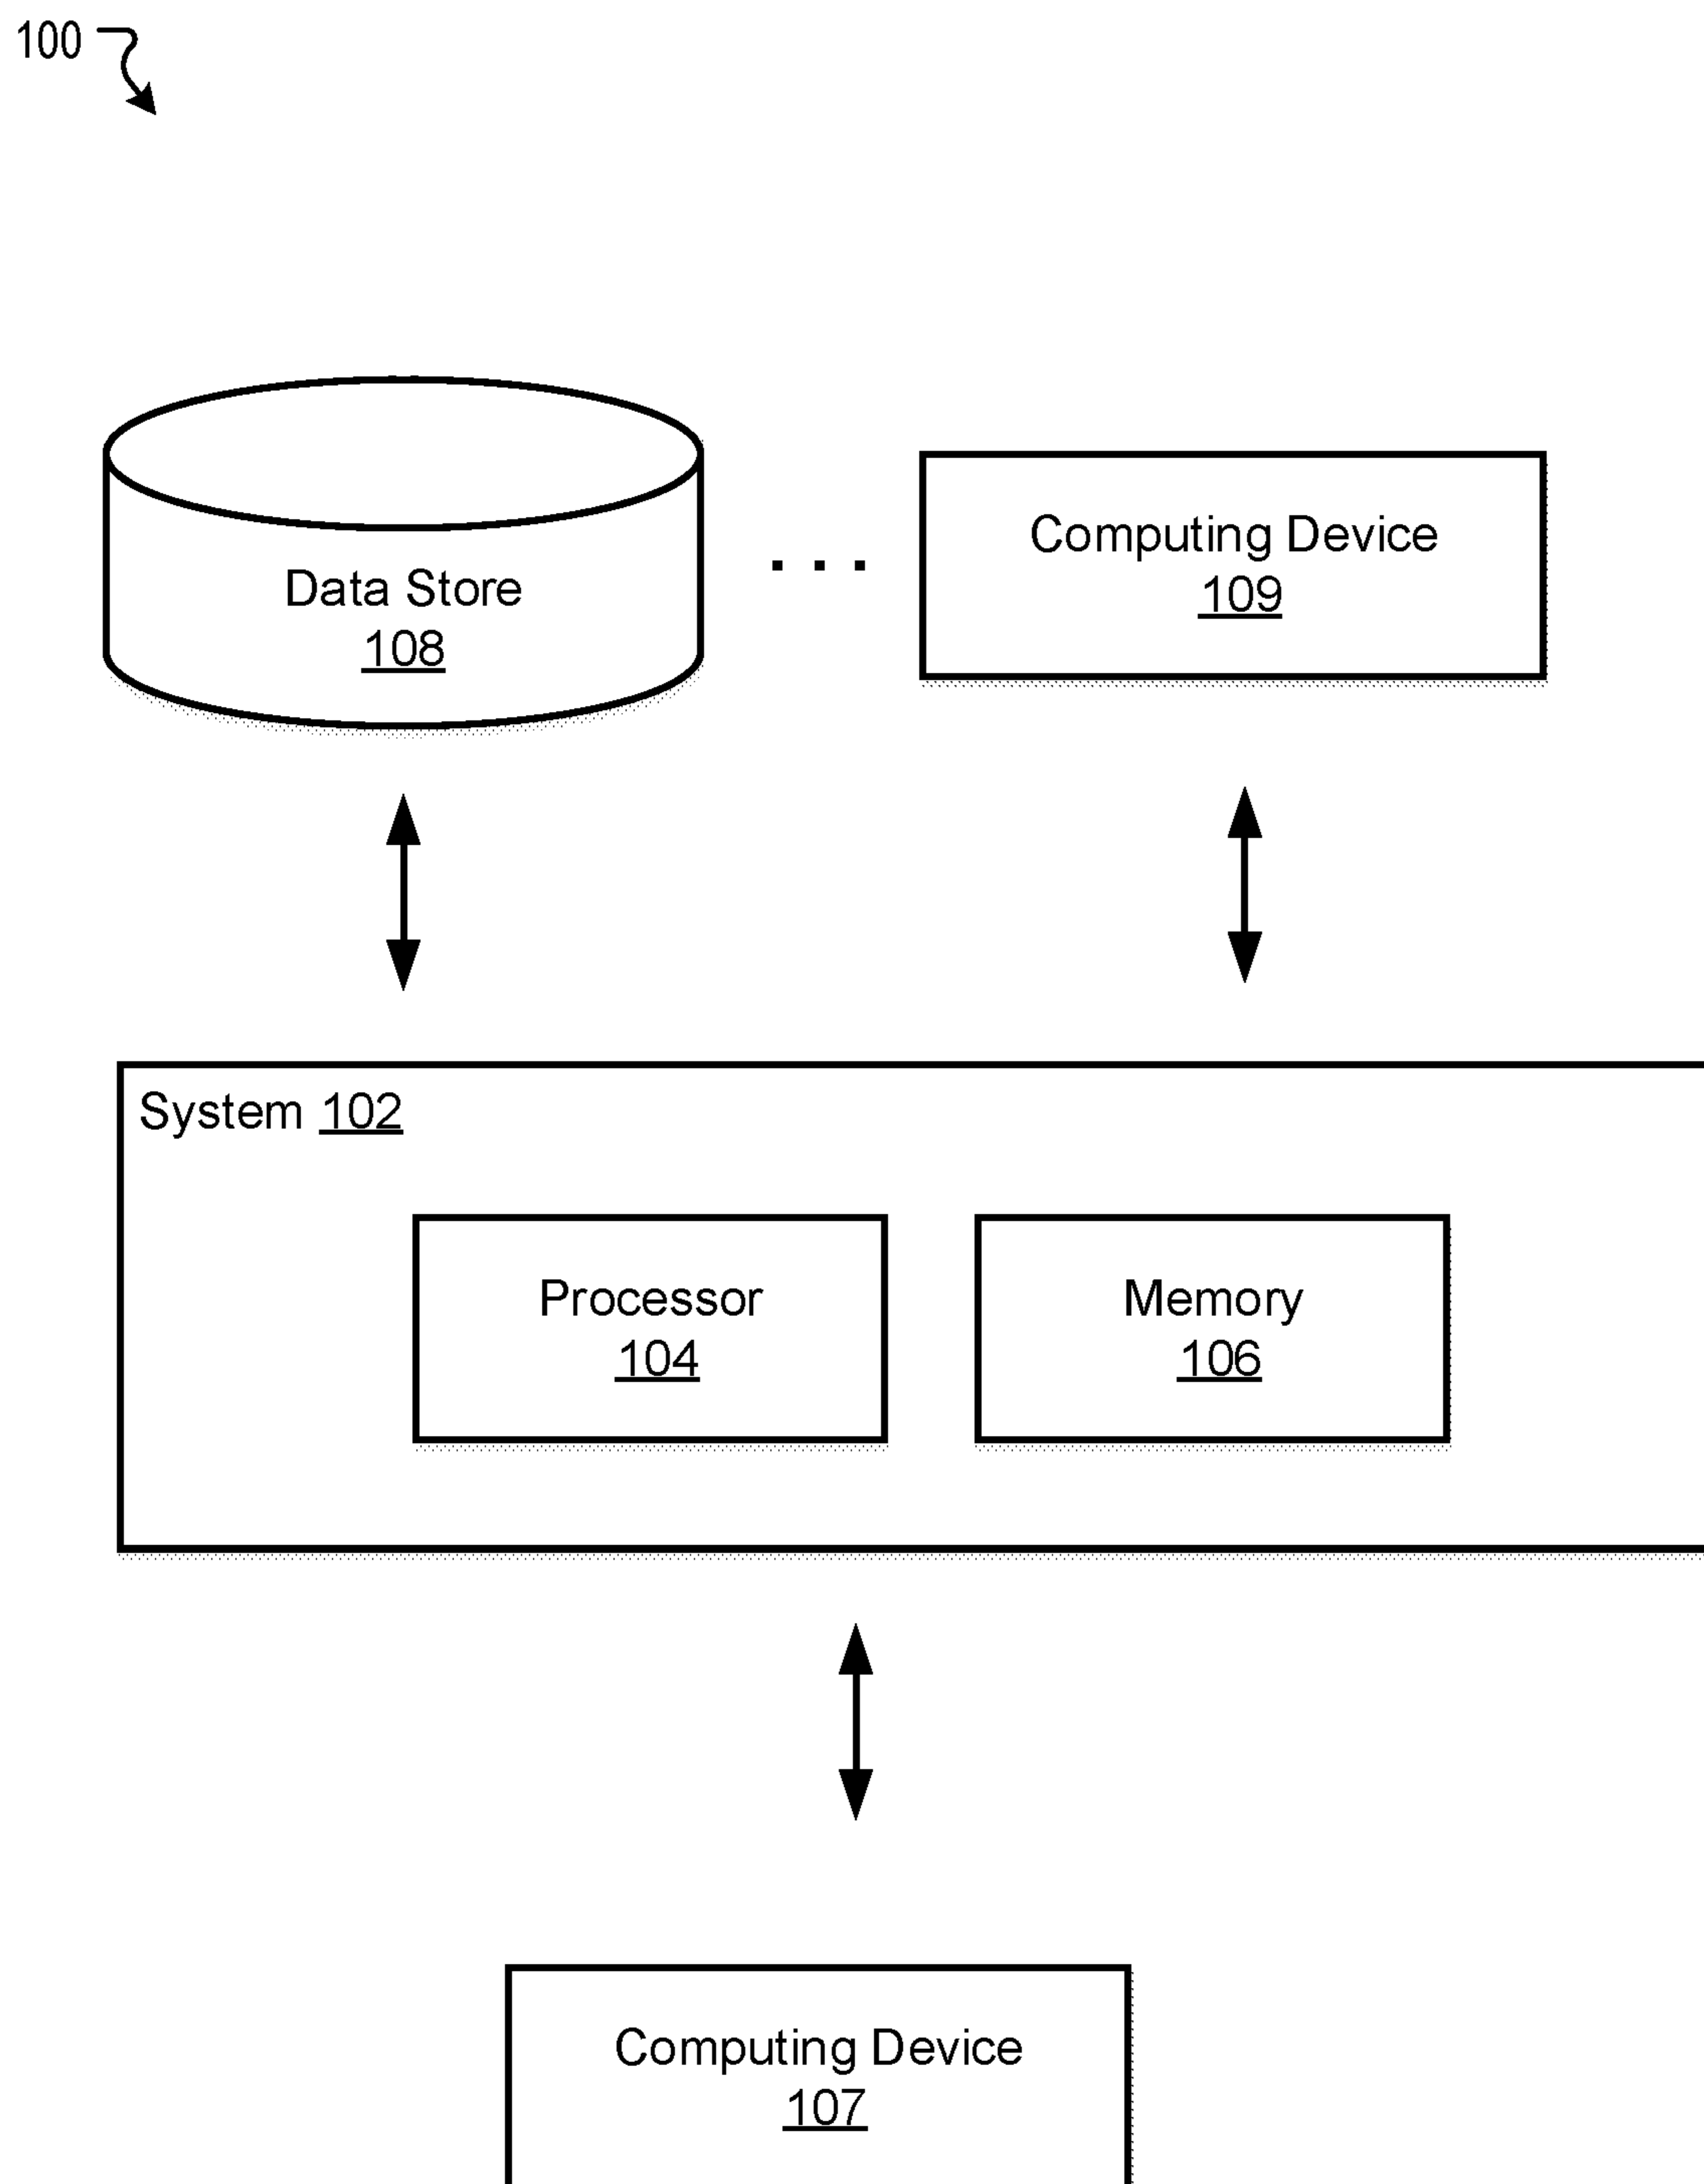 100
Data Store
108
. . .
Computing Device
109
System 102
Processor
104
Memory
106
Computing Device
107